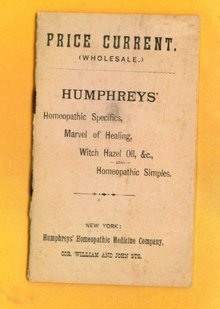 PRICE CURRENT.
(WHOLESALE.)
HUMPHREYS'
Homeopathic Specifics,
Marvel of Healing,
Witch Hazel Oil, &c.,
— ALSO —
Homeopathic Simples.
NEW YORK:
Humphreys' Homeopathic Medicine Company,
COR. WILLIAM AND JOHN STS.